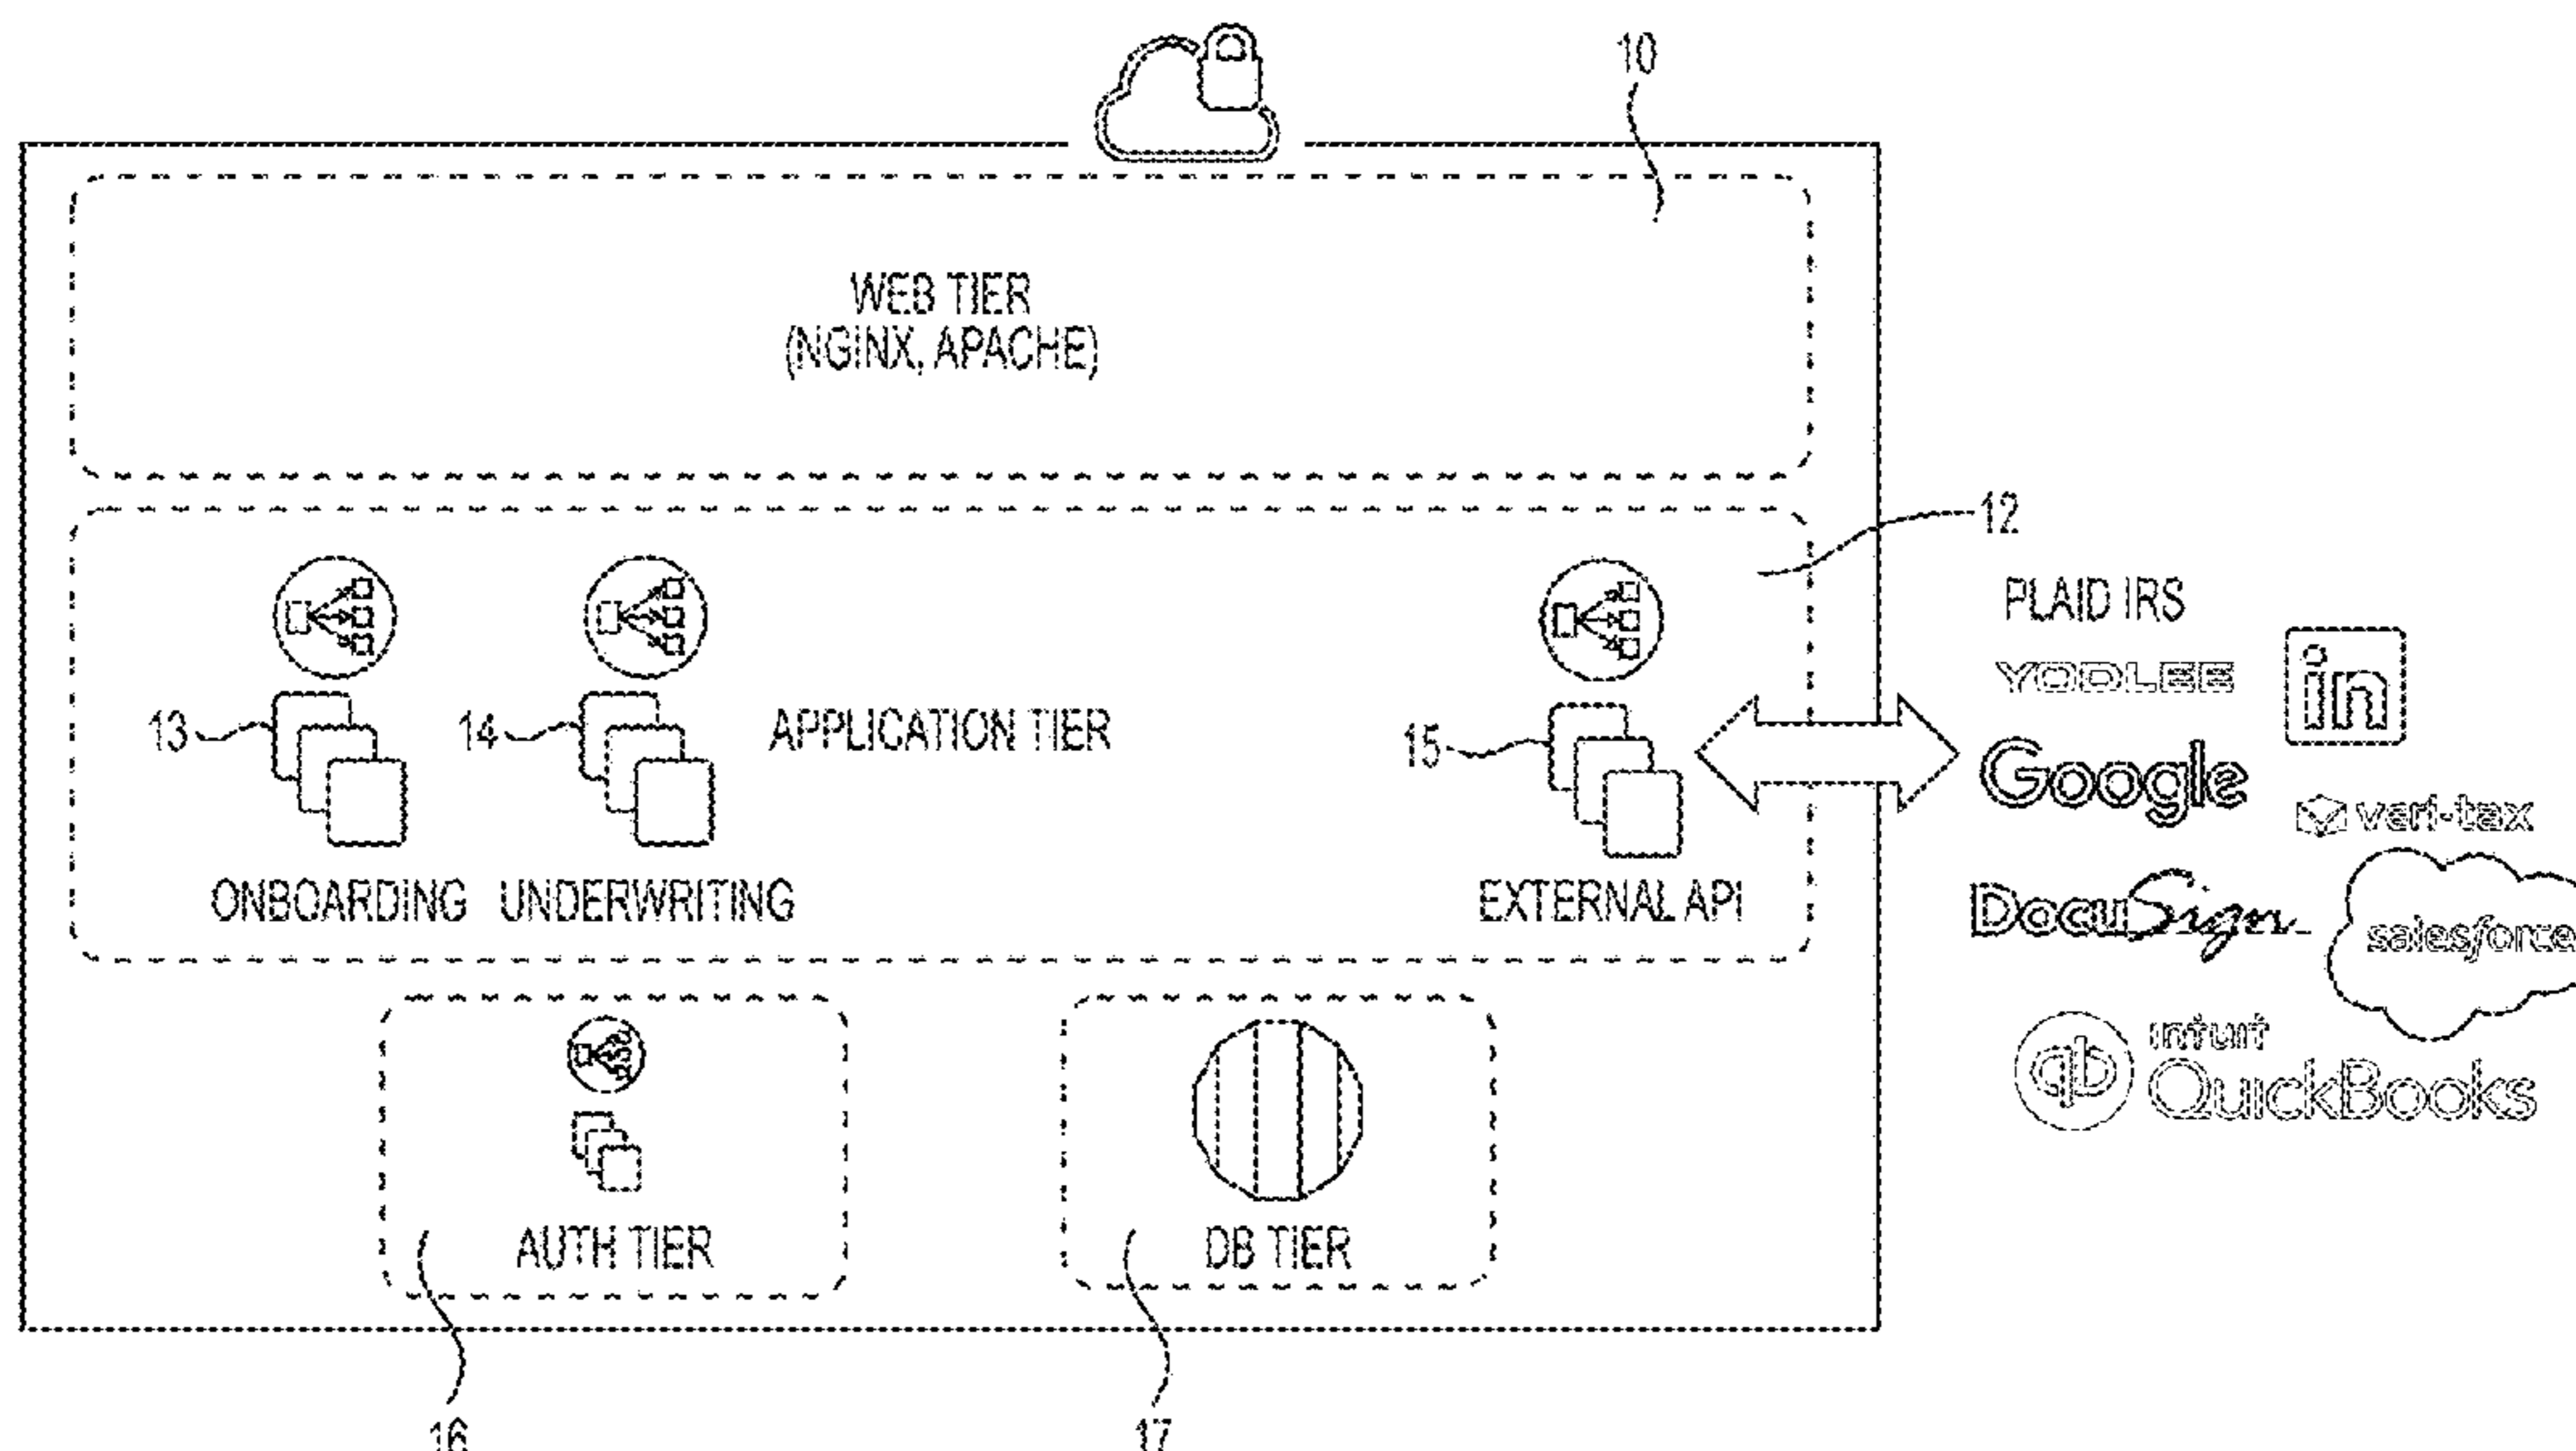 10
WEB TIER
(NGINX, APACHE)
12
13
14
APPLICATION TIER
15
ONBOARDING
UNDERWRITING
EXTERNAL API
PLAID IRS
YODLEE
in
Google
veri-tax
DocuSign
salesforce
intuit
qb QuickBooks
AUTH TIER
DB TIER
16
17